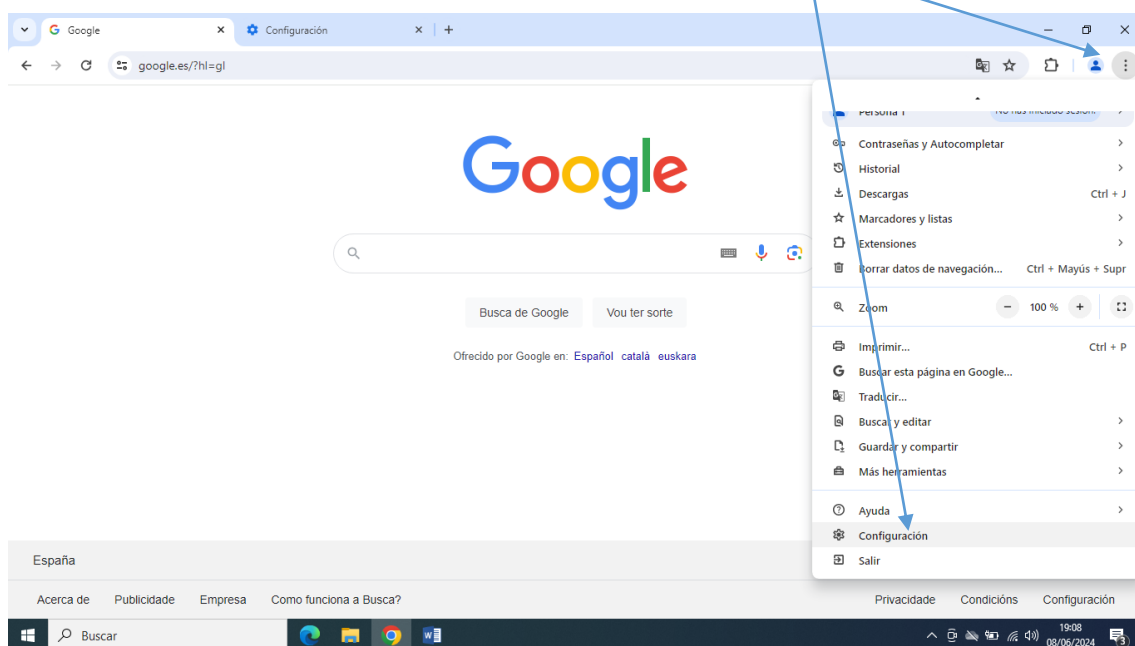 Google
Configuración
google.es/?hl=gl
Persona 1 No has iniciado sesión.
Contraseñas y Autocompletar
Historial
Descargas Ctrl + J
Marcadores y listas
Extensiones
Borrar datos de navegación... Ctrl + Mayús + Supr
Zoom - 100 % +
Imprimir... Ctrl + P
Buscar esta página en Google...
Traducir...
Buscar y editar
Guardar y compartir
Más herramientas
Ayuda
Configuración
Salir
Google
Busca de Google Vou ter sorte
Ofrecido por Google en: Español català euskara
España
Acerca de Publicidade Empresa Como funciona a Busca? Privacidade Condicións Configuración
Buscar
19:08
08/06/2024
3